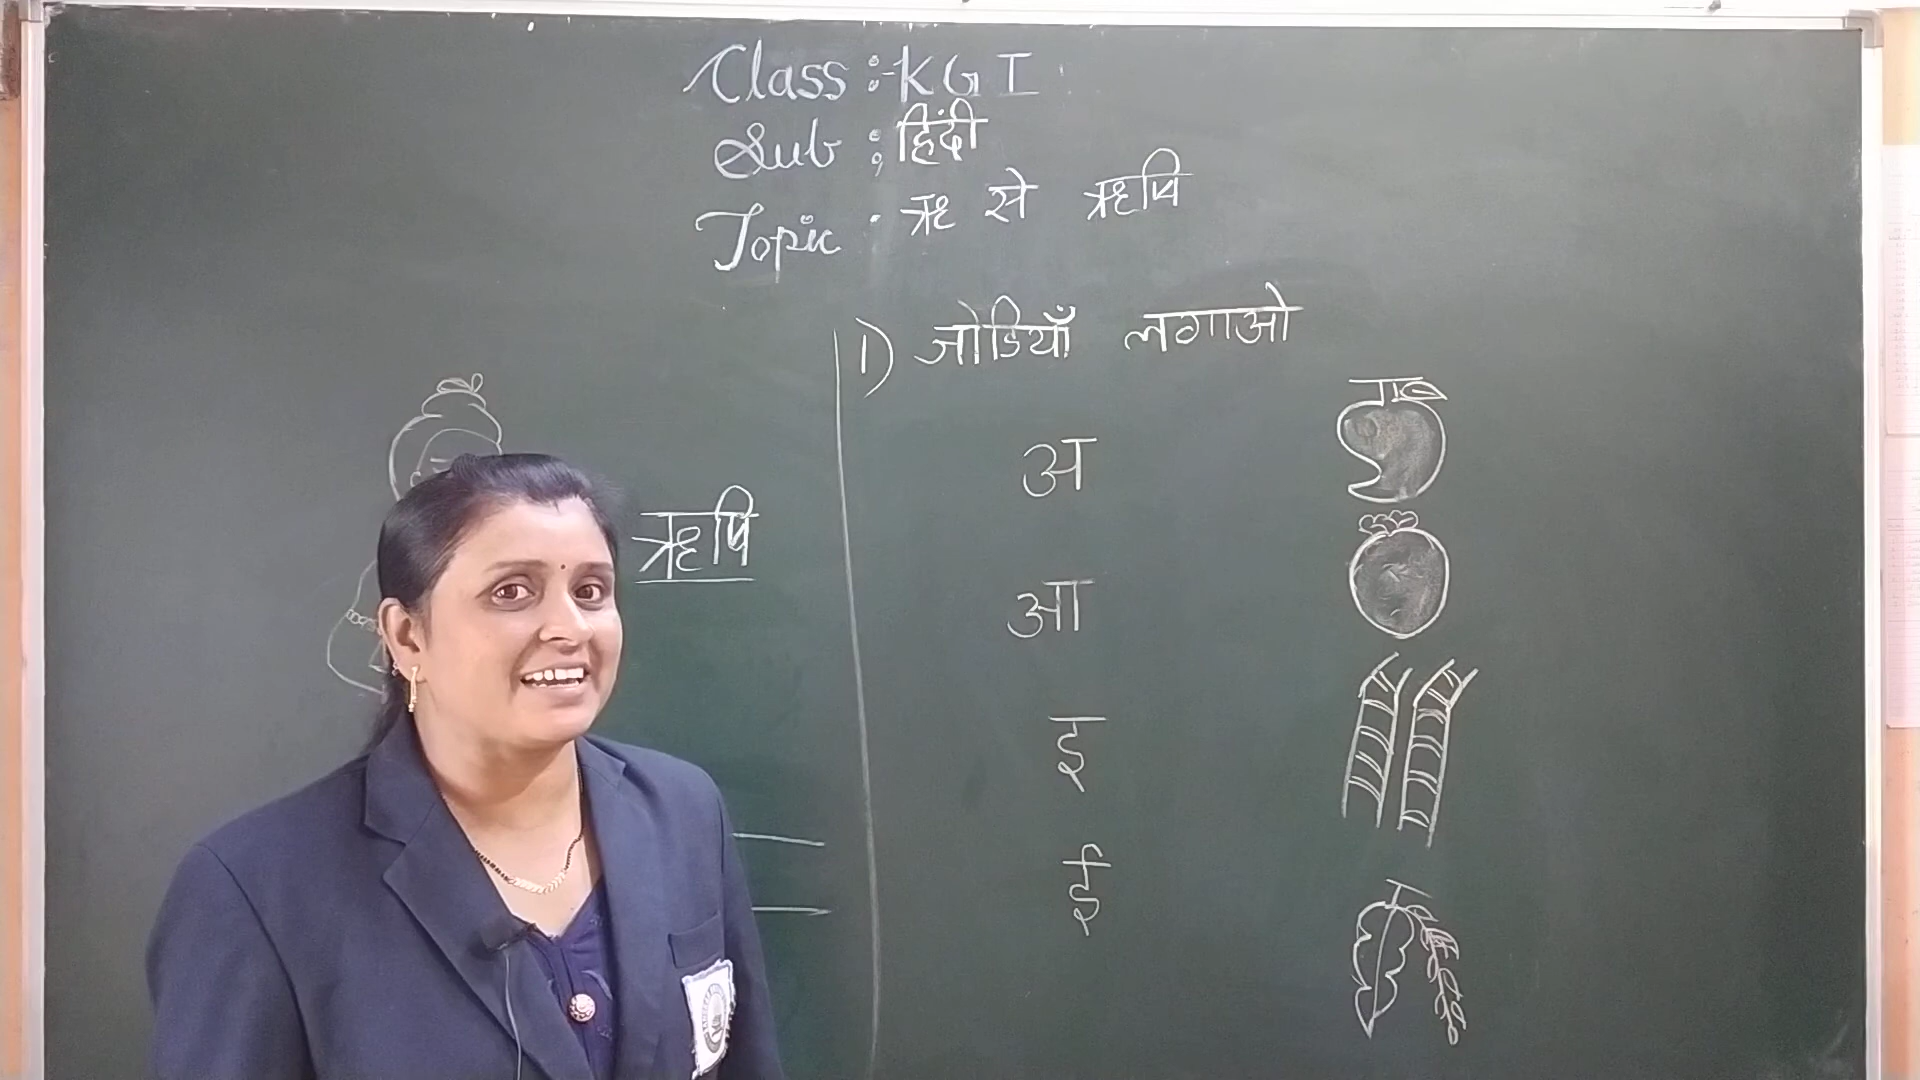 Class :- KG I
Sub : हिंदी
Topic : ऋ से ऋषि
ऋषि
1) जोडियाँ लगाओ
अ
आ
इ
ई